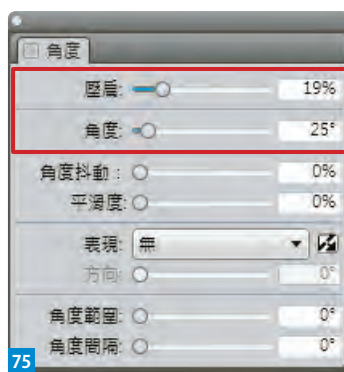 角度
壓扁: 19%
角度: 25°
角度抖動: 0%
平滑度: 0%
表現: 無
方向: 0°
角度範圍: 0°
角度間隔: 0°
75